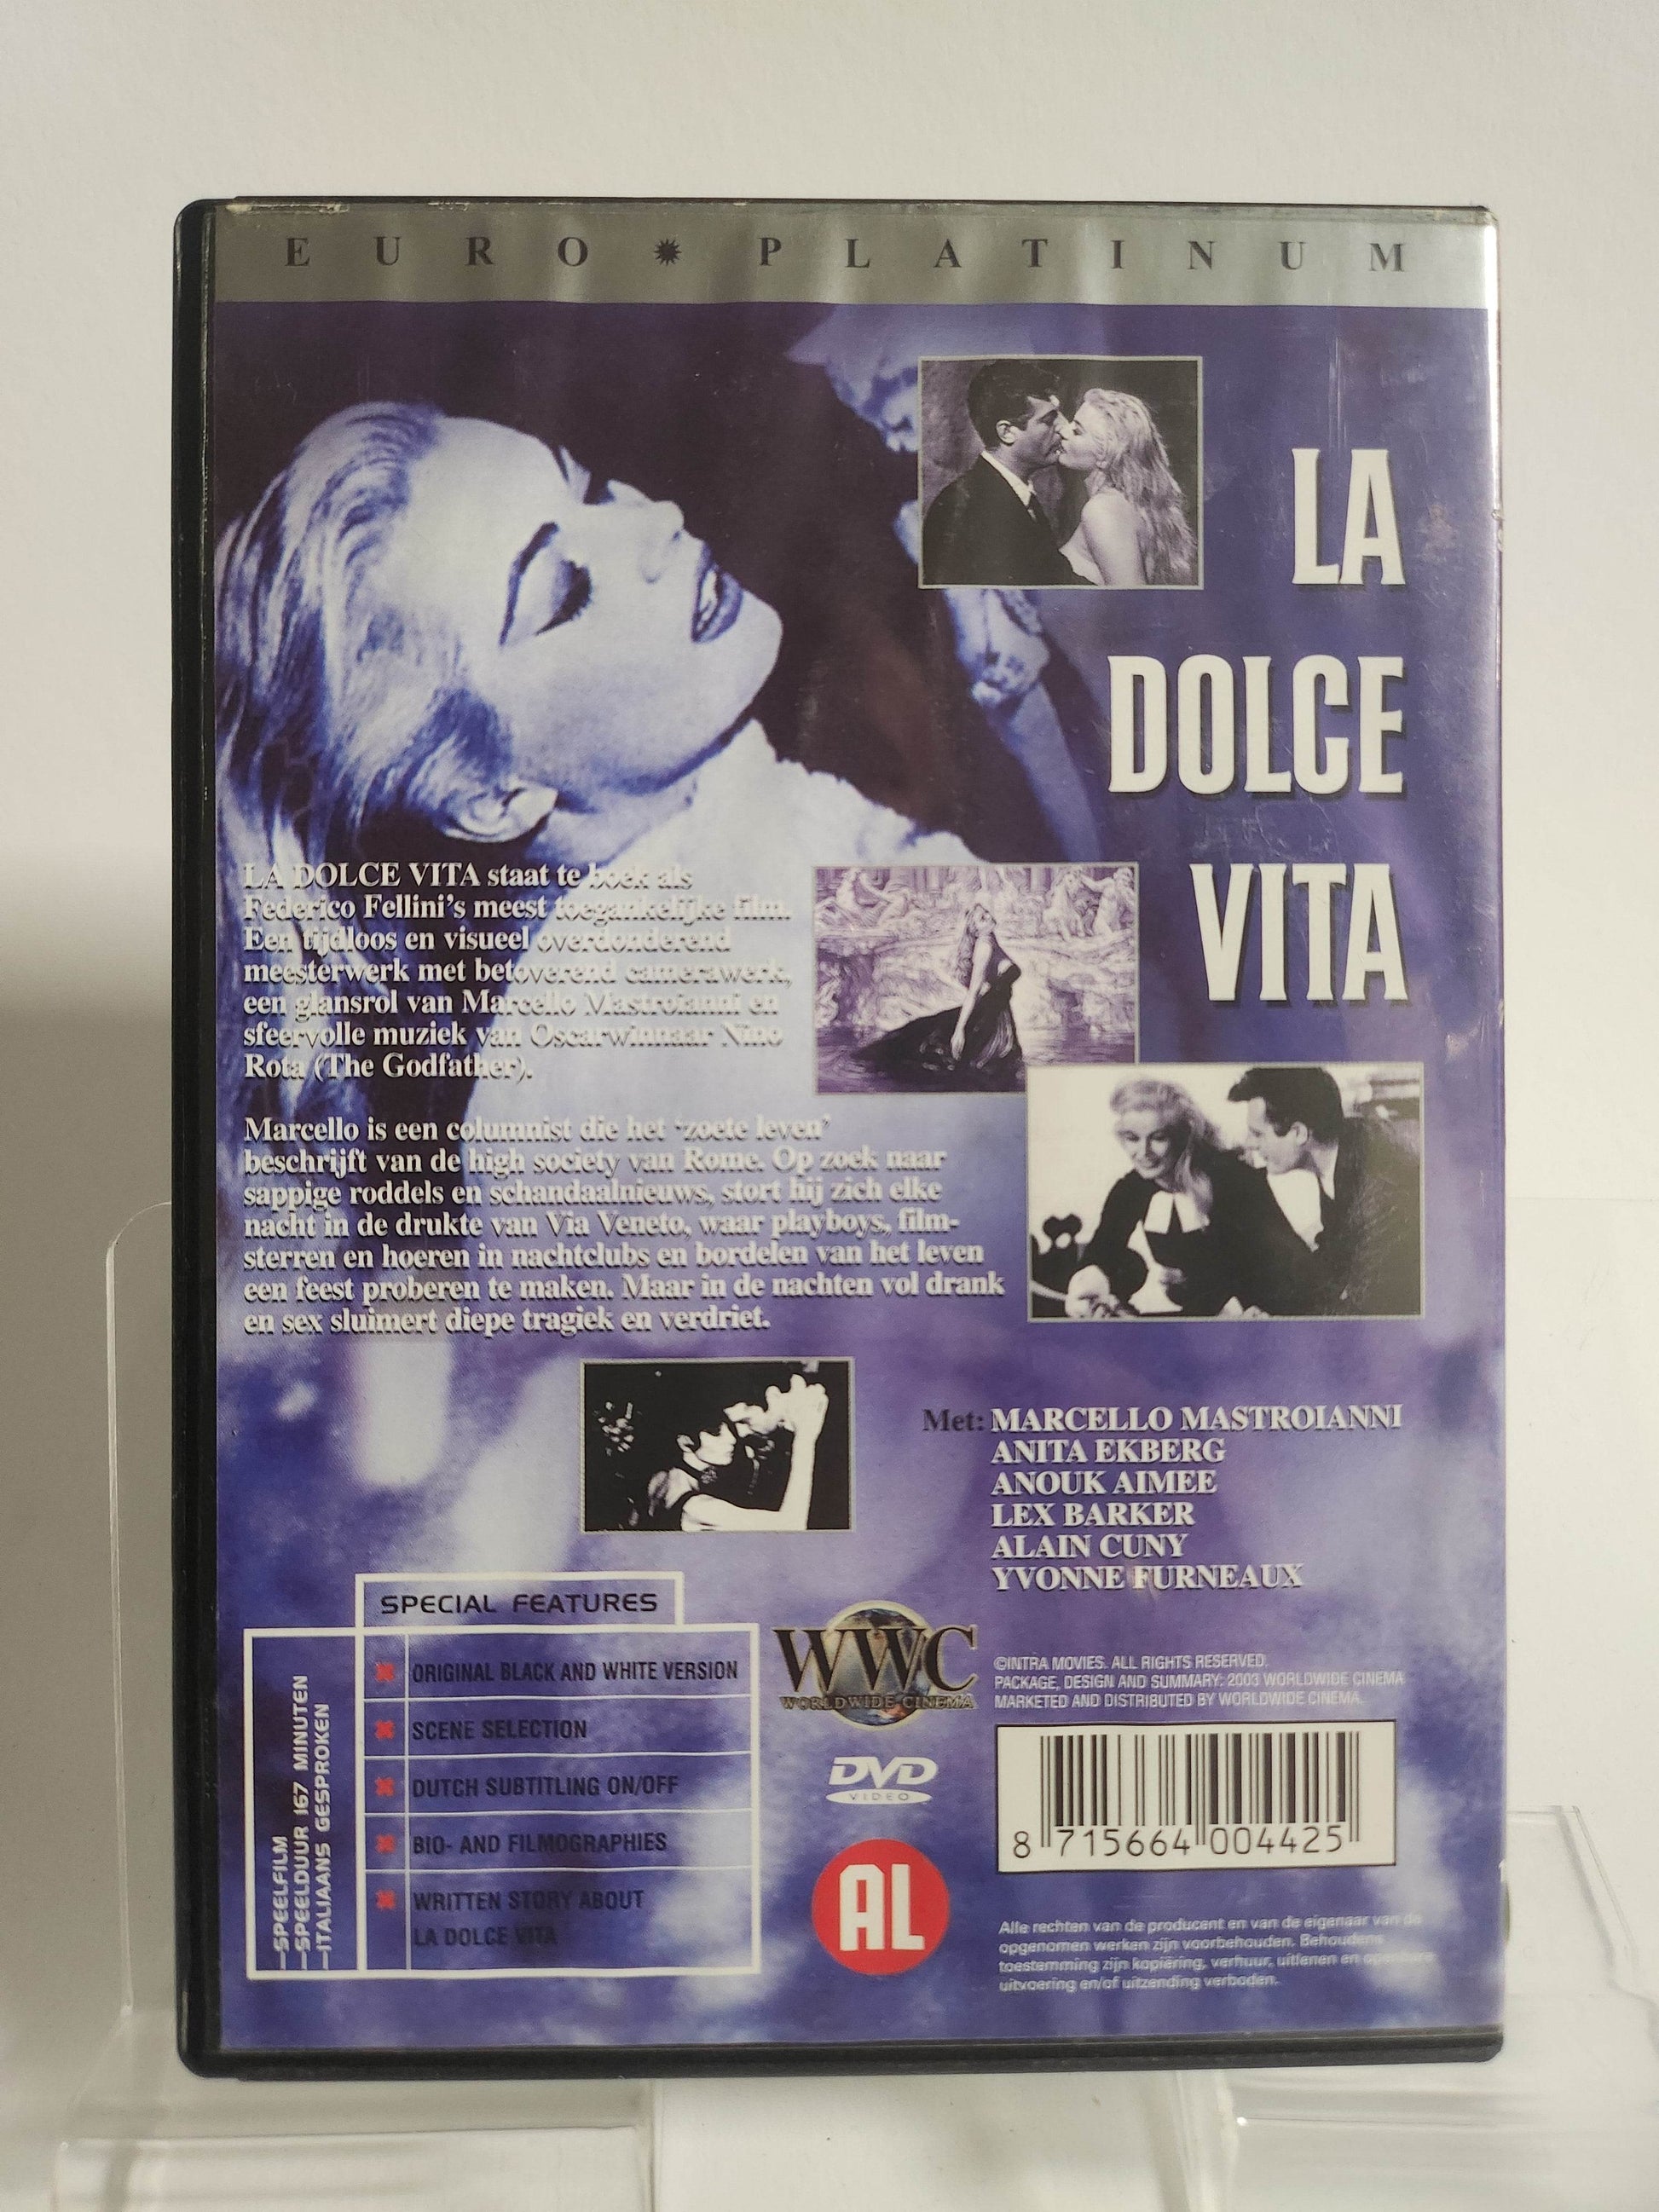 EURO PLATINUM
LA
DOLCE
VITA
LA DOLCE VITA staat te boek als
Federico Fellini's meest toegankelijke film.
Een tijdloos en visueel overdonderend
meesterwerk met betoverend camerawerk,
een glansrol van Marcello Mastroianni en
sfeervolle muziek van Oscarwinnaar Nino
Rota (The Godfather).
Marcello is een columnist die het 'zoete leven'
beschrijft van de high society van Rome. Op zoek naar
sappige roddels en schandaalnieuws, stort hij zich elke
nacht in de drukte van Via Veneto, waar playboys, film-
sterren en hoeren in nachtclubs en bordelen van het leven
een feest proberen te maken. Maar in de nachten vol drank
en sex sluimert diepe tragiek en verdriet.
Met: MARCELLO MASTROIANNI
ANITA EKBERG
ANOUK AIMEE
LEX BARKER
ALAIN CUNY
YVONNE FURNEAUX
SPECIAL FEATURES
ORIGINAL BLACK AND WHITE VERSION
SCENE SELECTION
DUTCH SUBTITLING ON/OFF
BIO- AND FILMOGRAPHIES
WRITTEN STORY ABOUT
LA DOLCE VITA
—SPEELFILM
—SPEELDUUR 167 MINUTEN
—ITALIAANS GESPROKEN
WWC
WORLDWIDE CINEMA
DVD
VIDEO
AL
©INTRA MOVIES. ALL RIGHTS RESERVED.
PACKAGE, DESIGN AND SUMMARY: 2003 WORLDWIDE CINEMA
MARKETED AND DISTRIBUTED BY WORLDWIDE CINEMA.
8 715664 004425
Alle rechten van de producent en van de eigenaar van de
opgenomen werken zijn voorbehouden. Behoudens
toestemming zijn kopiëring, verhuur, uitlenen en openbare
uitvoering en/of uitzending verboden.